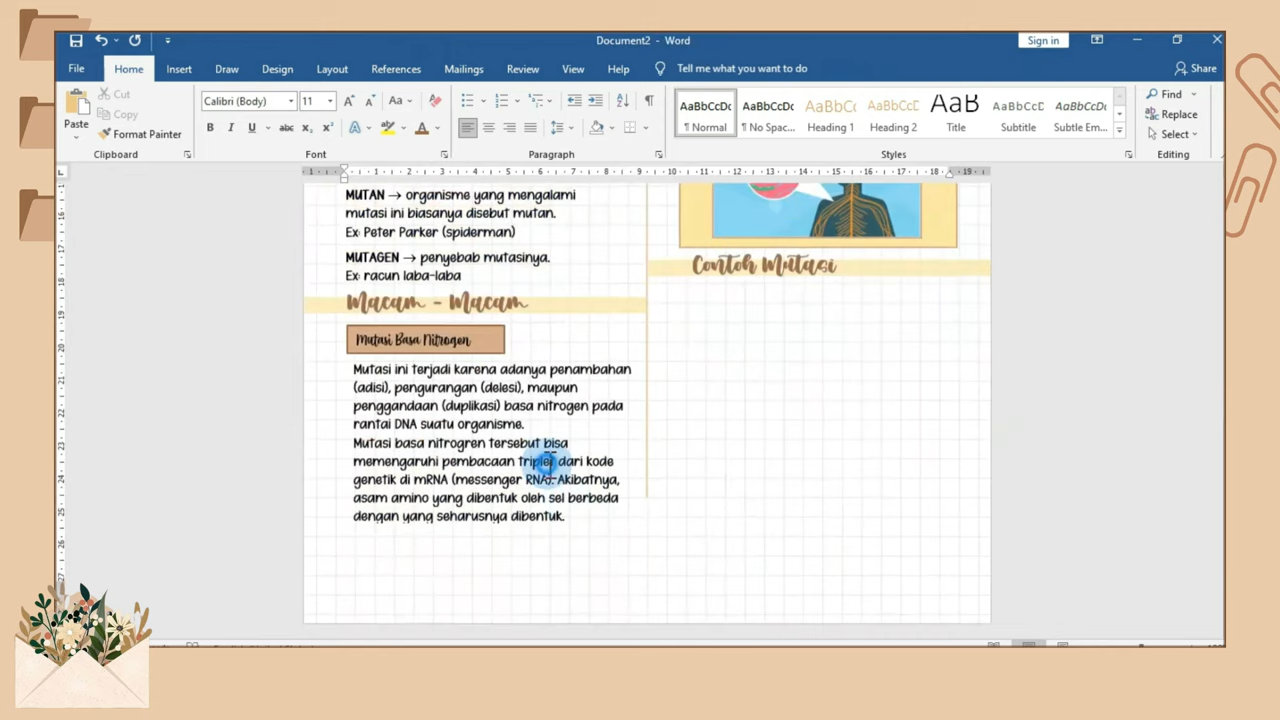 Document2 - Word
Sign in
File Home Insert Draw Design Layout References Mailings Review View Help Tell me what you want to do
Share
Paste
Cut
Copy
Format Painter
Clipboard
Calibri (Body) 11
Font
Paragraph
AaBbCcDc AaBbCcDc AaBbCc AaBbCcD AaB AaBbCcD AaBbCcDc
¶ Normal ¶ No Spac... Heading 1 Heading 2 Title Subtitle Subtle Em...
Styles
Find
Replace
Select
Editing
MUTAN → organisme yang mengalami
mutasi ini biasanya disebut mutan.
Ex: Peter Parker (spiderman)
MUTAGEN → penyebab mutasinya.
Ex: racun laba-laba
Macam - Macam
Mutasi Basa Nitrogen
Mutasi ini terjadi karena adanya penambahan
(adisi), pengurangan (delesi), maupun
penggandaan (duplikasi) basa nitrogen pada
rantai DNA suatu organisme.
Mutasi basa nitrogren tersebut bisa
memengaruhi pembacaan triplet dari kode
genetik di mRNA (messenger RNA). Akibatnya,
asam amino yang dibentuk oleh sel berbeda
dengan yang seharusnya dibentuk.
Contoh Mutasi